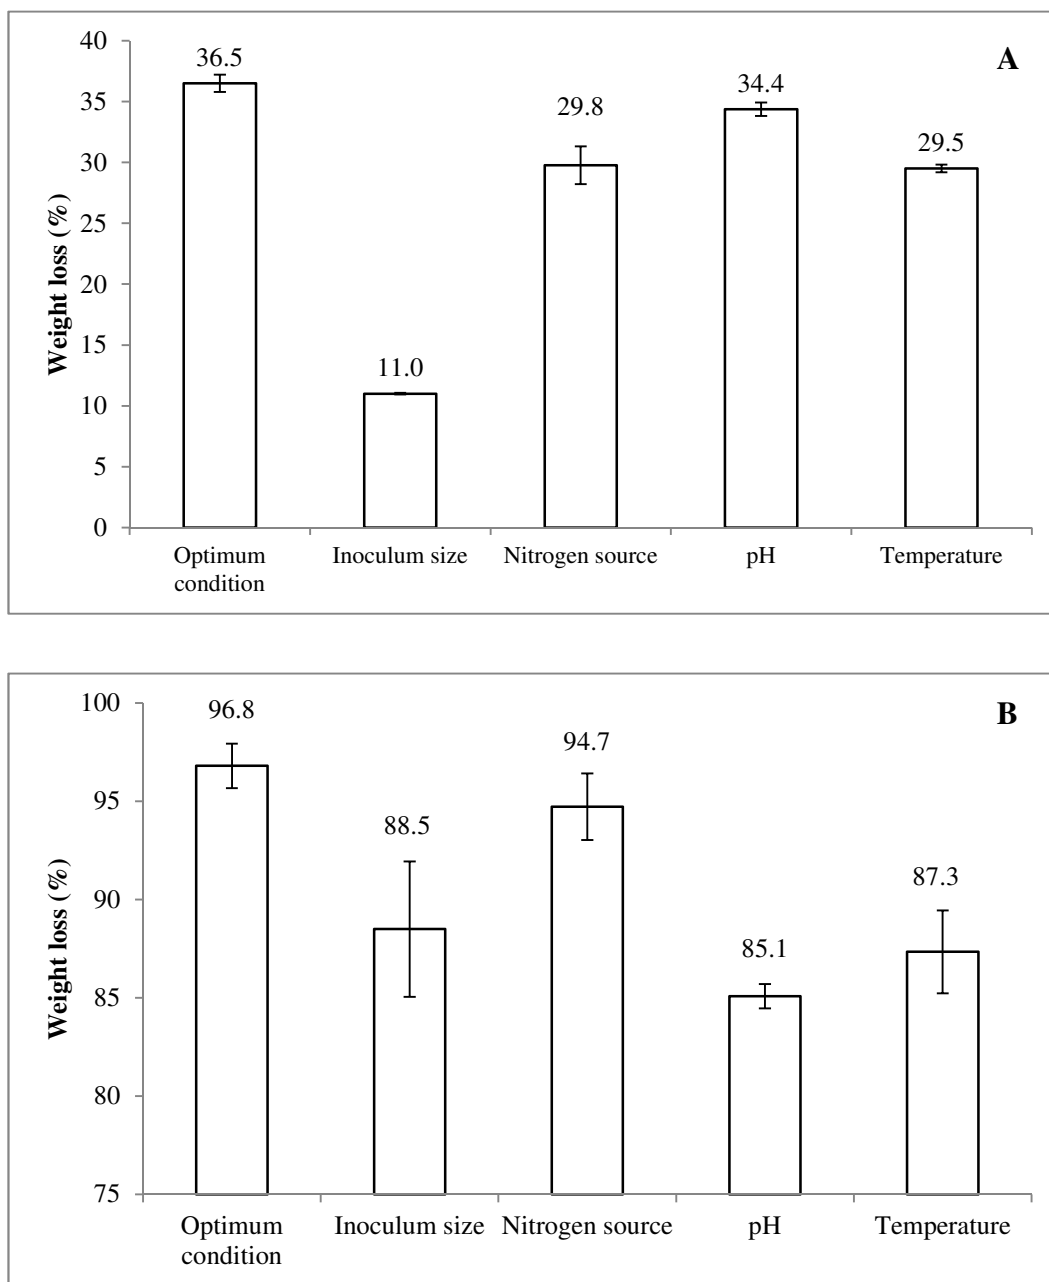 A
40
35
30
25
20
15
10
5
0
Weight loss (%)
36.5
11.0
29.8
34.4
29.5
Optimum
condition
Inoculum size
Nitrogen source
pH
Temperature
B
100
95
90
85
80
75
Weight loss (%)
96.8
88.5
94.7
85.1
87.3
Optimum
condition
Inoculum size
Nitrogen source
pH
Temperature